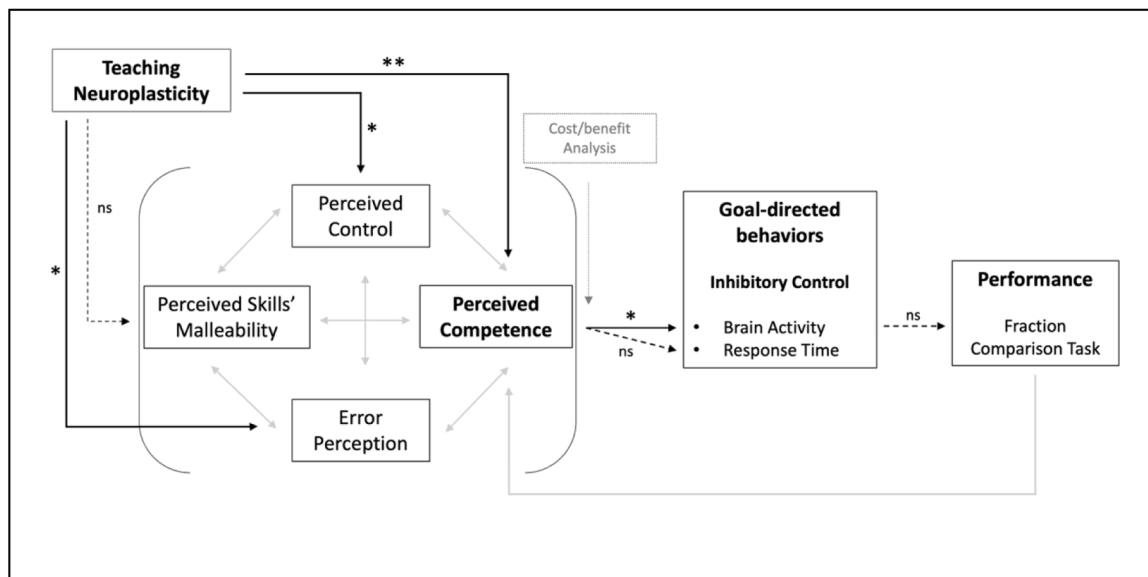 Teaching
Neuroplasticity
**
*
Cost/benefit
Analysis
ns
*
Perceived
Control
Goal-directed
behaviors
Inhibitory Control
• Brain Activity
• Response Time
Perceived Skills’
Malleability
Perceived
Competence
*
ns
ns
Performance
Fraction
Comparison Task
Error
Perception